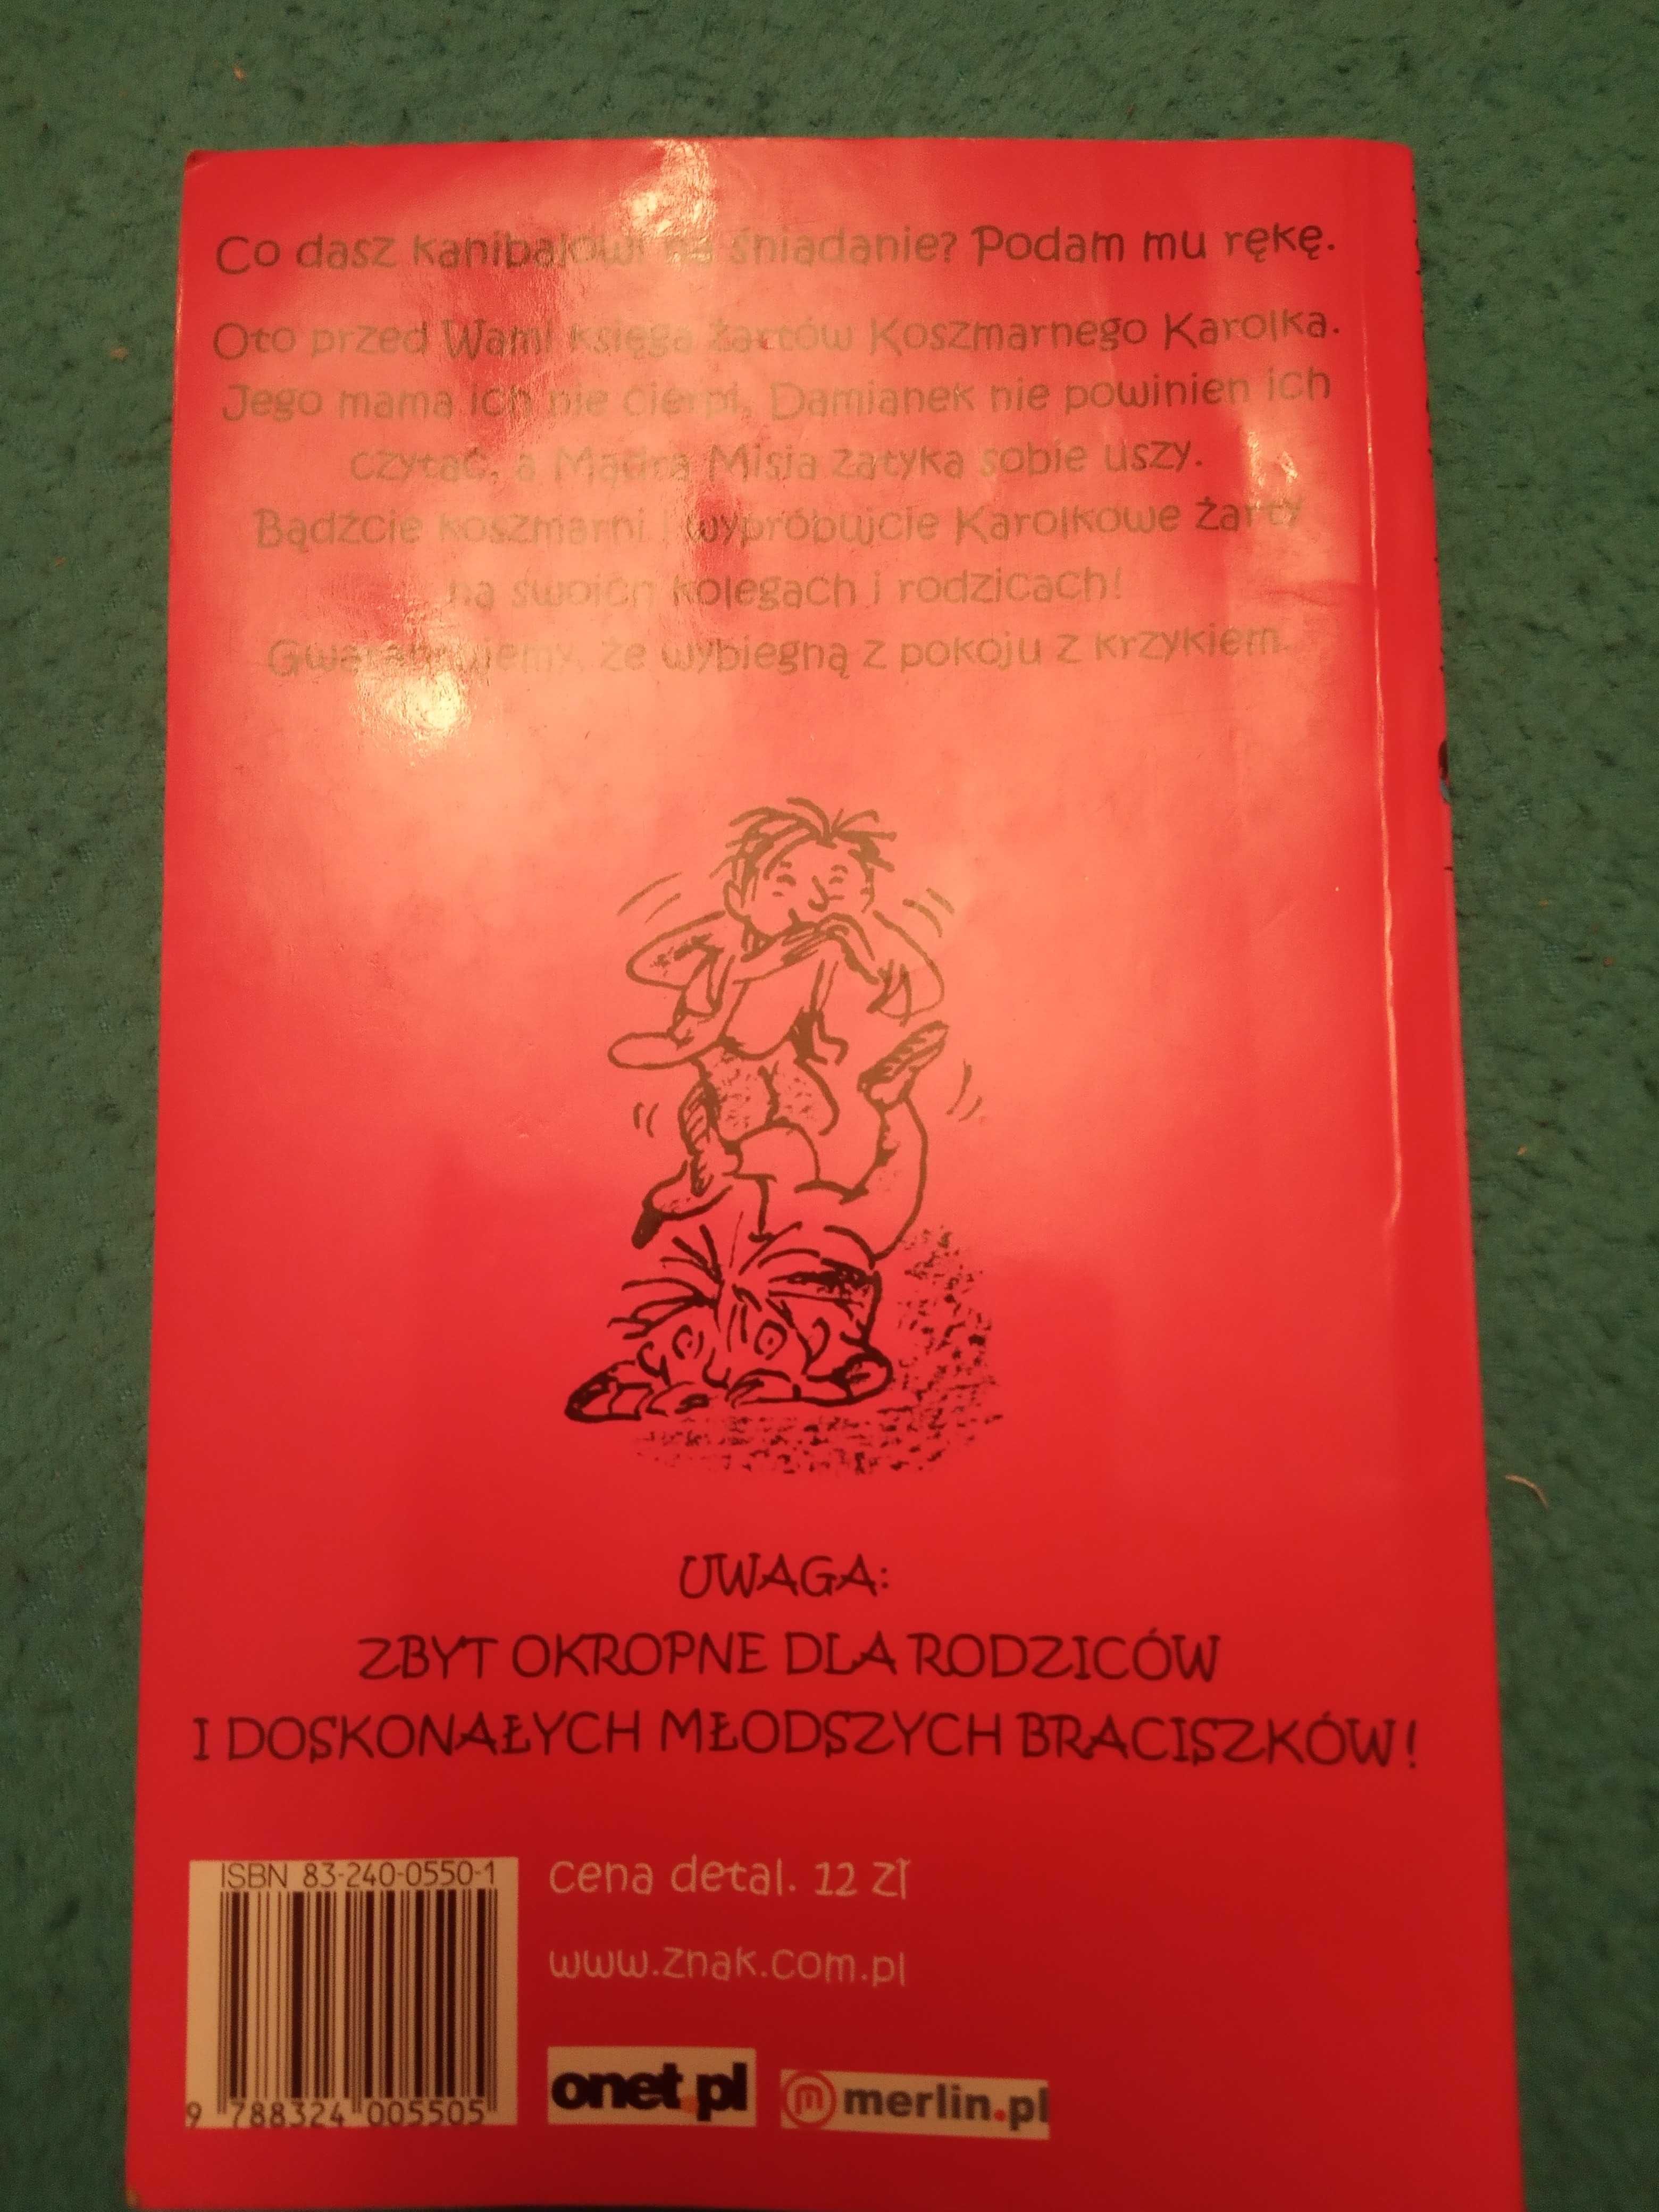 Co dasz kanibalowi na śniadanie? Podam mu rękę.
Oto przed Wami księga żartów Koszmarnego Karolka.
Jego mama ich nie cierpi, Damianek nie powinien ich
czytać, a Mądra Misia zatyka sobie uszy.
Bądźcie koszmarni i wypróbujcie Karolkowe żarty
na swoich kolegach i rodzicach!
Gwarantujemy, że wybiegną z pokoju z krzykiem.
UWAGA:
ZBYT OKROPNE DLA RODZICÓW
I DOSKONAŁYCH MŁODSZYCH BRACISZKÓW!
ISBN 83-240-0550-1
9 788324 005505
cena detal. 12 zł
www.znak.com.pl
onet.pl
m merlin.pl